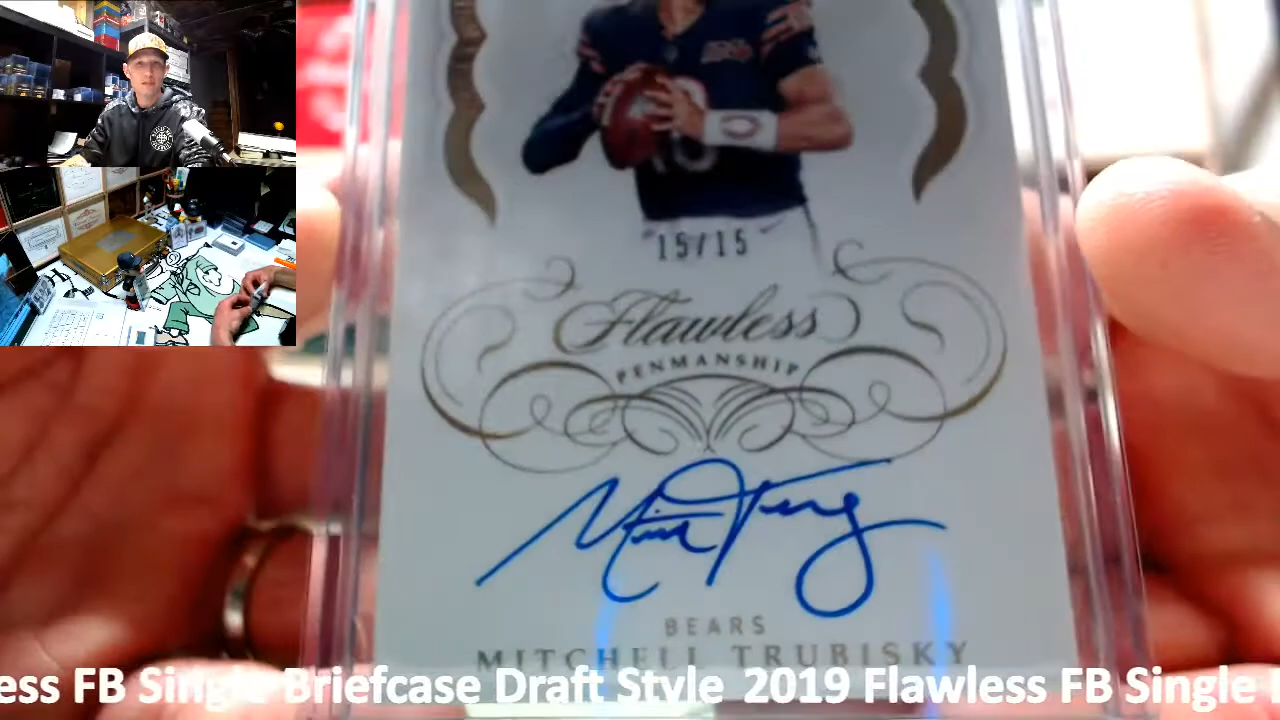 15/15
Flawless
PENMANSHIP
BEARS
MITCHELL TRUBISKY
ess FB Single Briefcase Draft Style 2019 Flawless FB Single